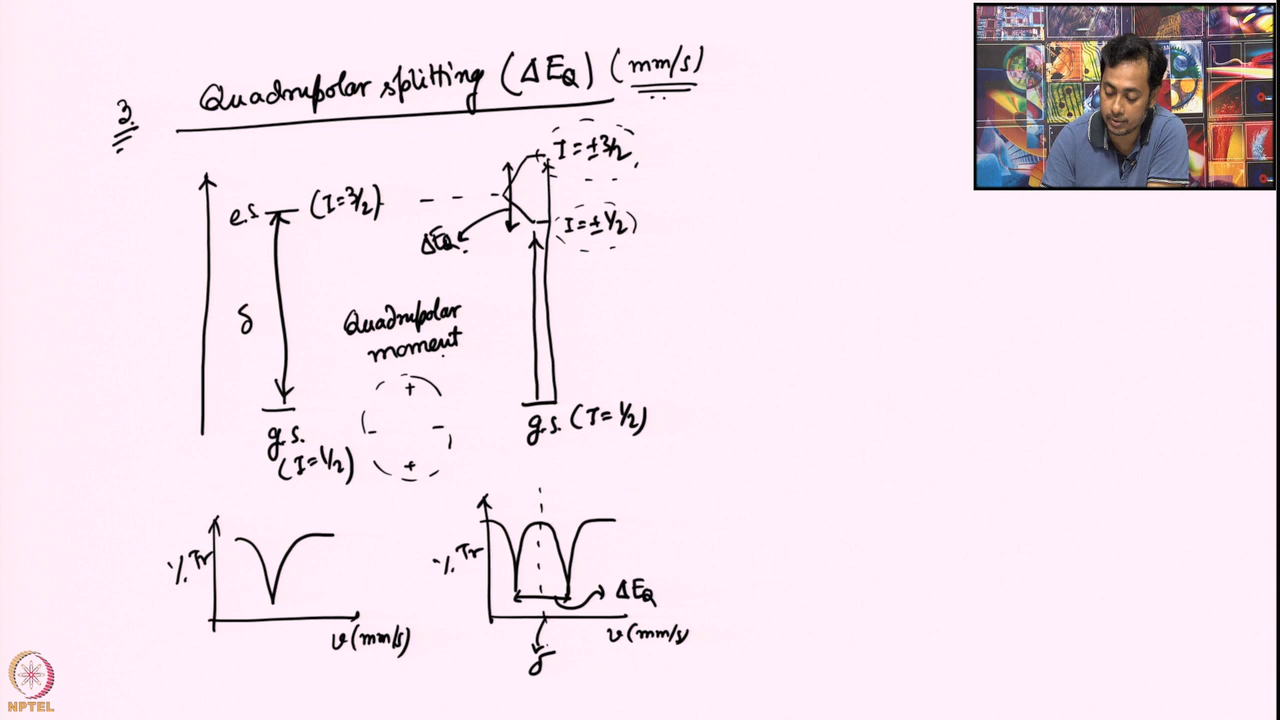 3. Quadrupolar splitting (ΔEQ) (mm/s)
e.s. (I=3/2)
I=±3/2
I=±1/2
ΔEQ
δ
Quadrupolar
moment
+
- -
+
g.s.
(I=1/2)
g.s. (I=1/2)
% Tr
v (mm/s)
% Tr
ΔEQ
v (mm/s)
δ
NPTEL